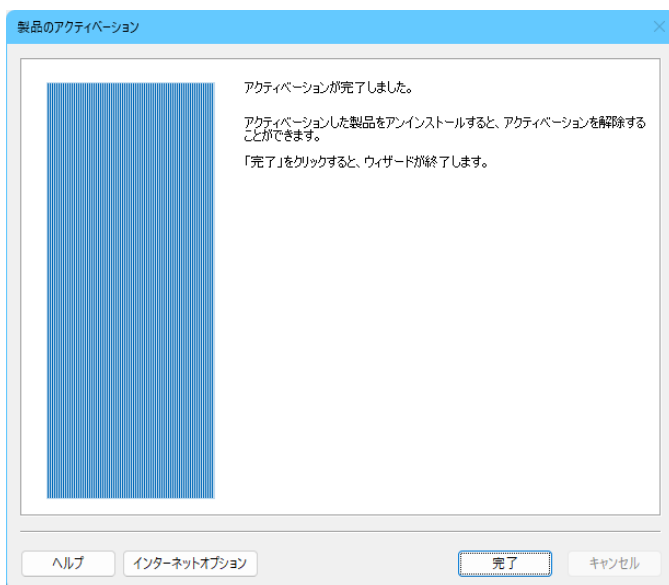 製品のアクティベーション
アクティベーションが完了しました。
アクティベーションした製品をアンインストールすると、アクティベーションを解除する
ことができます。
「完了」をクリックすると、ウィザードが終了します。
ヘルプ
インターネットオプション
完了
キャンセル